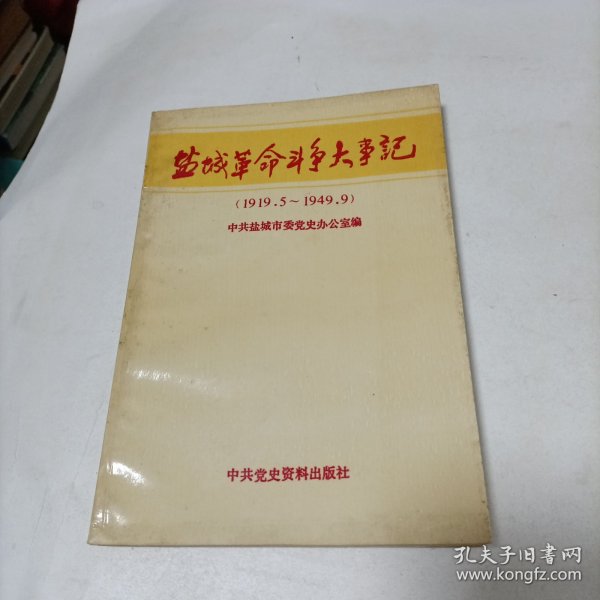 盐城革命斗争大事記
(1919.5~1949.9)
中共盐城市委党史办公室编
中共党史资料出版社
孔夫子旧书网
www.kongfz.com